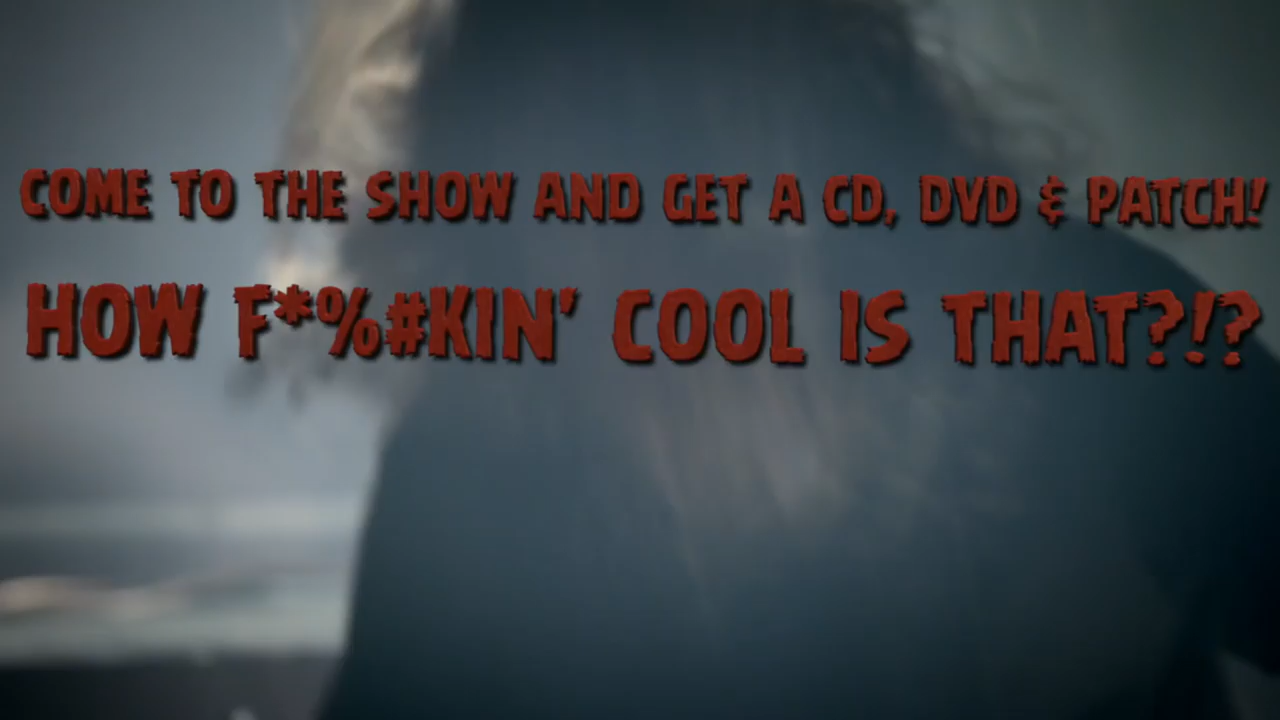 COME TO THE SHOW AND GET A CD, DVD & PATCH!
HOW F*%#KIN' COOL IS THAT?!?